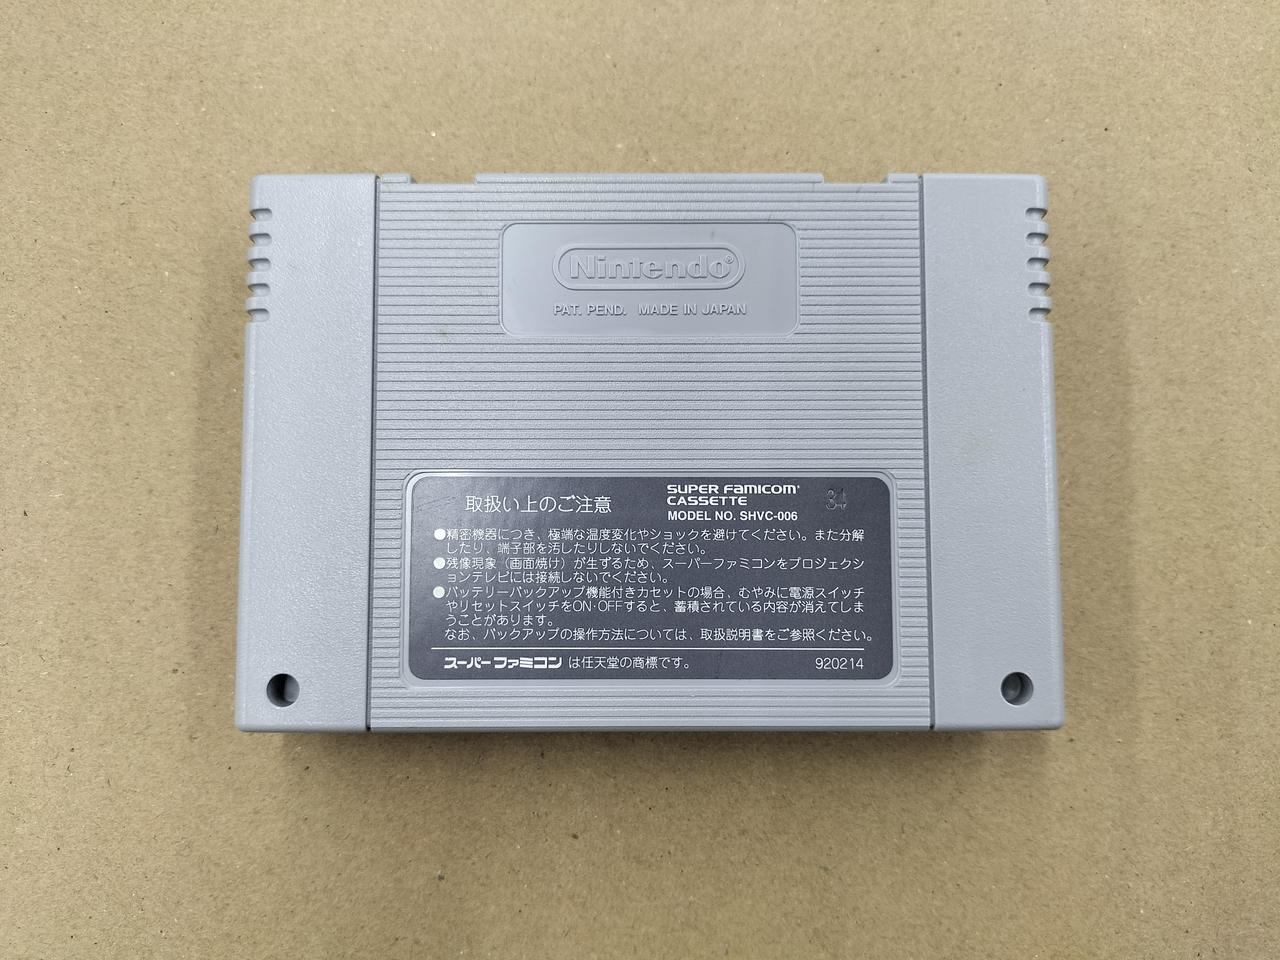 Nintendo®
PAT. PEND. MADE IN JAPAN
取扱い上のご注意
SUPER FAMICOM®
CASSETTE
MODEL NO. SHVC-006
34
●精密機器につき、極端な温度変化やショックを避けてください。また分解
したり、端子部を汚したりしないでください。
●残像現象（画面焼け）が生ずるため、スーパーファミコンをプロジェクシ
ョンテレビには接続しないでください。
●バッテリーバックアップ機能付きカセットの場合、むやみに電源スイッチ
やリセットスイッチをON·OFFすると、蓄積されている内容が消えてしま
うことがあります。
なお、バックアップの操作方法については、取扱説明書をご参照ください。
スーパーファミコン は任天堂の商標です。
920214